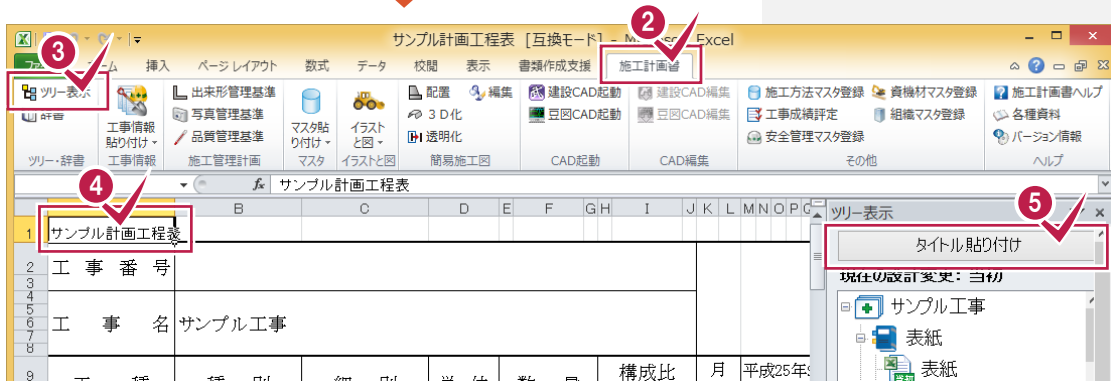 2
サンプル計画工程表 [互換モード] - Microsoft Excel
3
挿入 ページ レイアウト 数式 データ 校閲 表示 書類作成支援 施工計画書
ツリー表示 出来形管理基準 配置 編集 建設CAD起動 建設CAD編集 施工方法マスタ登録 資機材マスタ登録 施工計画書ヘルプ
辞書 工事情報 写真管理基準 マスタ貼 イラスト 3D化 豆図CAD起動 豆図CAD編集 工事成績評定 組織マスタ登録 各種資料
貼り付け 品質管理基準 り付け と図 透明化 安全管理マスタ登録 バージョン情報
ツリー・辞書 工事情報 施工管理計画 マスタ イラストと図 簡易施工図 CAD起動 CAD編集 その他 ヘルプ
4
fx サンプル計画工程表
5
B C D E F G H I J K L M N O P
ツリー表示
1 サンプル計画工程表
タイトル貼り付け
2 工事番号
3
現在の設計変更: 当初
4
5
サンプル工事
6 工事名 サンプル工事
7
表紙
8
表紙
9 工種 種別 細別 単位 数量 構成比 月 平成25年